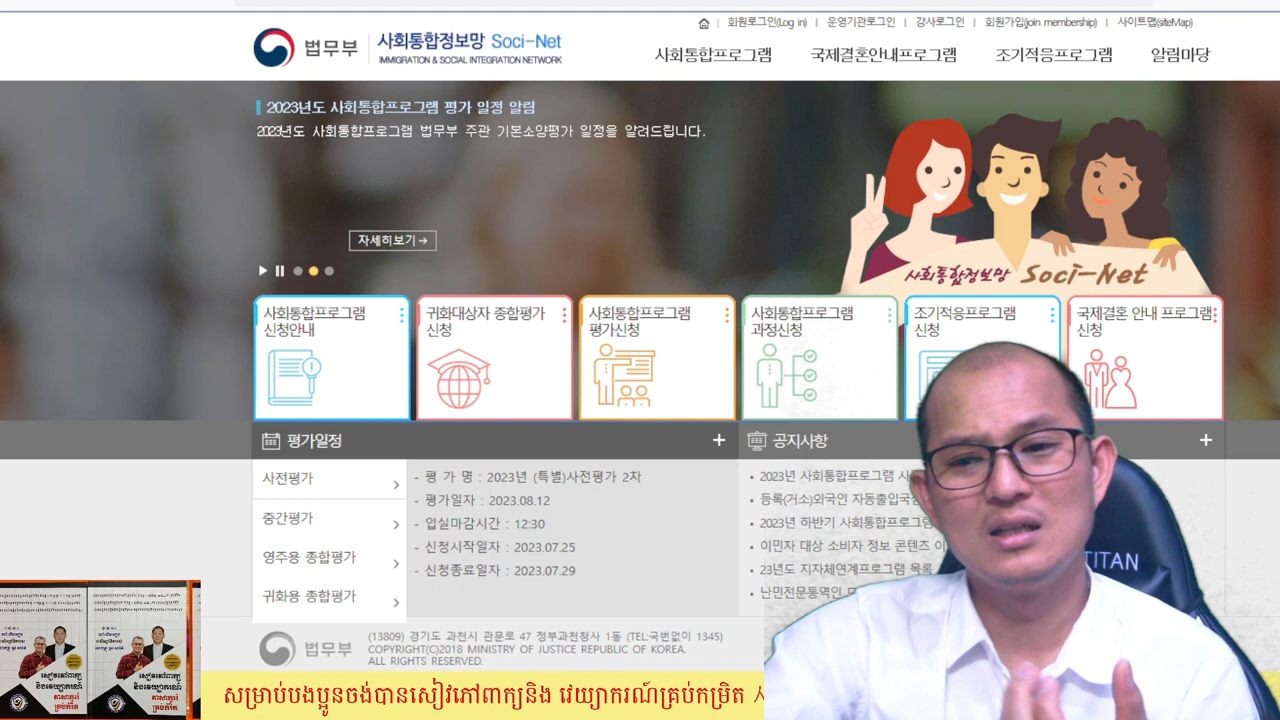 회원로그인(Log in) | 운영기관로그인 | 강사로그인 | 회원가입(join membership) | 사이트맵(siteMap)
법무부 사회통합정보망 Soci-Net
IMMIGRATION & SOCIAL INTEGRATION NETWORK
사회통합프로그램 국제결혼안내프로그램 조기적응프로그램 알림마당
2023년도 사회통합프로그램 평가 일정 알림
2023년도 사회통합프로그램 법무부 주관 기본소양평가 일정을 알려드립니다.
자세히보기→
사회통합정보망 Soci-Net
사회통합프로그램
신청안내
귀화대상자 종합평가
신청
사회통합프로그램
평가신청
사회통합프로그램
과정신청
조기적응프로그램
신청
국제결혼 안내 프로그램
신청
평가일정
공지사항
사전평가
중간평가
영주용 종합평가
귀화용 종합평가
- 평 가 명 : 2023년 (특별)사전평가 2차
- 평가일자 : 2023.08.12
- 입실마감시간 : 12:30
- 신청시작일자 : 2023.07.25
- 신청종료일자 : 2023.07.29
2023년 사회통합프로그램
등록(거소)외국인 자동출입국
2023년 하반기 사회통합프로그램
이민자 대상 소비자 정보 콘텐츠
23년도 지자체연계프로그램 목록
난민전문통역인
TITAN
법무부
(13809) 경기도 과천시 관문로 47 정부과천청사 1동 (TEL:국번없이 1345)
COPYRIGHT(C)2018 MINISTRY OF JUSTICE REPUBLIC OF KOREA.
ALL RIGHTS RESERVED.
សម្រាប់បងប្អូនចង់បានសៀវភៅពាក្យនិង វេយ្យាករណ៍គ្រប់កម្រិត